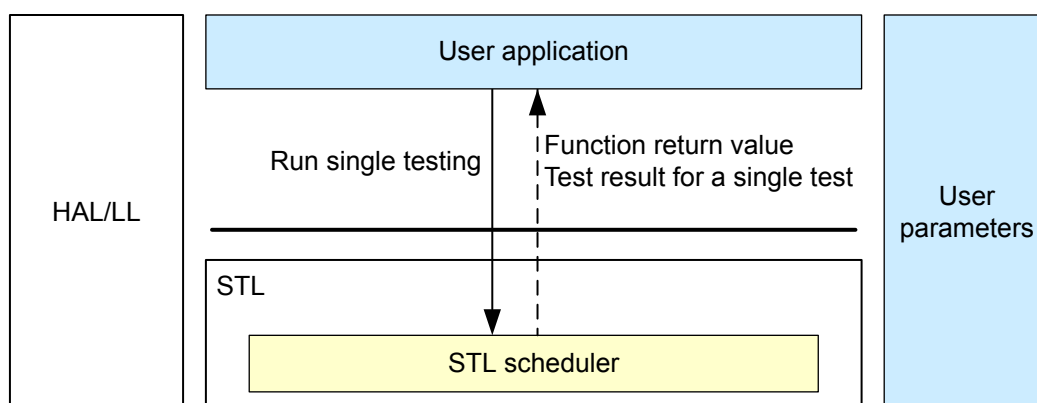 User application
Run single testing
Function return value
Test result for a single test
HAL/LL
User
parameters
STL
STL scheduler